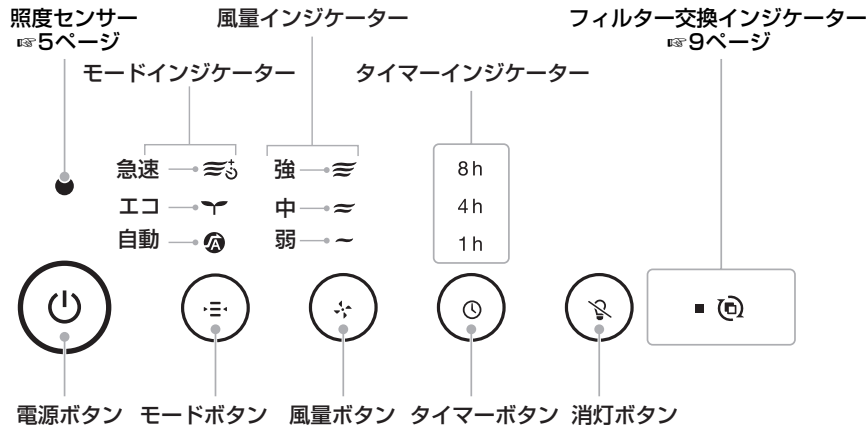 照度センサー
☞5ページ
風量インジケーター
フィルター交換インジケーター
☞9ページ
モードインジケーター
タイマーインジケーター
急速
強
8h
エコ
中
4h
自動
弱
1h
電源ボタン
モードボタン
風量ボタン
タイマーボタン
消灯ボタン